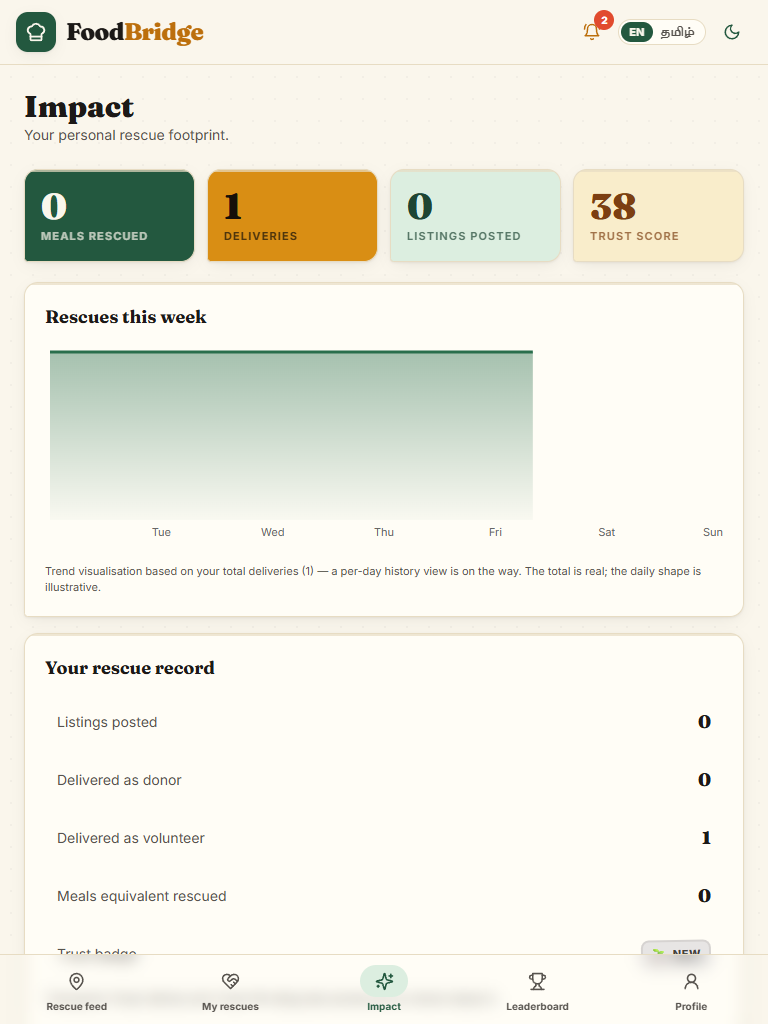 FoodBridge
2
EN
தமிழ்
Impact
Your personal rescue footprint.
0
MEALS RESCUED
1
DELIVERIES
0
LISTINGS POSTED
38
TRUST SCORE
Rescues this week
Tue Wed Thu Fri Sat Sun
Trend visualisation based on your total deliveries (1) — a per-day history view is on the way. The total is real; the daily shape is
illustrative.
Your rescue record
Listings posted 0
Delivered as donor 0
Delivered as volunteer 1
Meals equivalent rescued 0
Trust badge NEW
Rescue feed My rescues Impact Leaderboard Profile